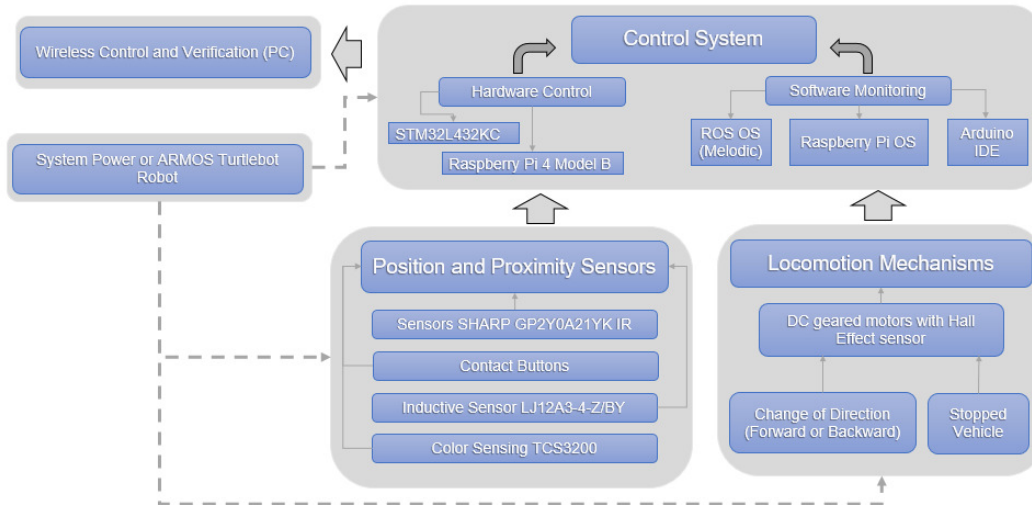 Wireless Control and Verification (PC)
Control System
Hardware Control
Software Monitoring
STM32L432KC
Raspberry Pi 4 Model B
ROS OS
(Melodic)
Raspberry Pi OS
Arduino
IDE
System Power or ARMOS Turtlebot
Robot
Position and Proximity Sensors
Sensors SHARP GP2Y0A21YK IR
Contact Buttons
Inductive Sensor LJ12A3-4-Z/BY
Color Sensing TCS3200
Locomotion Mechanisms
DC geared motors with Hall
Effect sensor
Change of Direction
(Forward or Backward)
Stopped
Vehicle